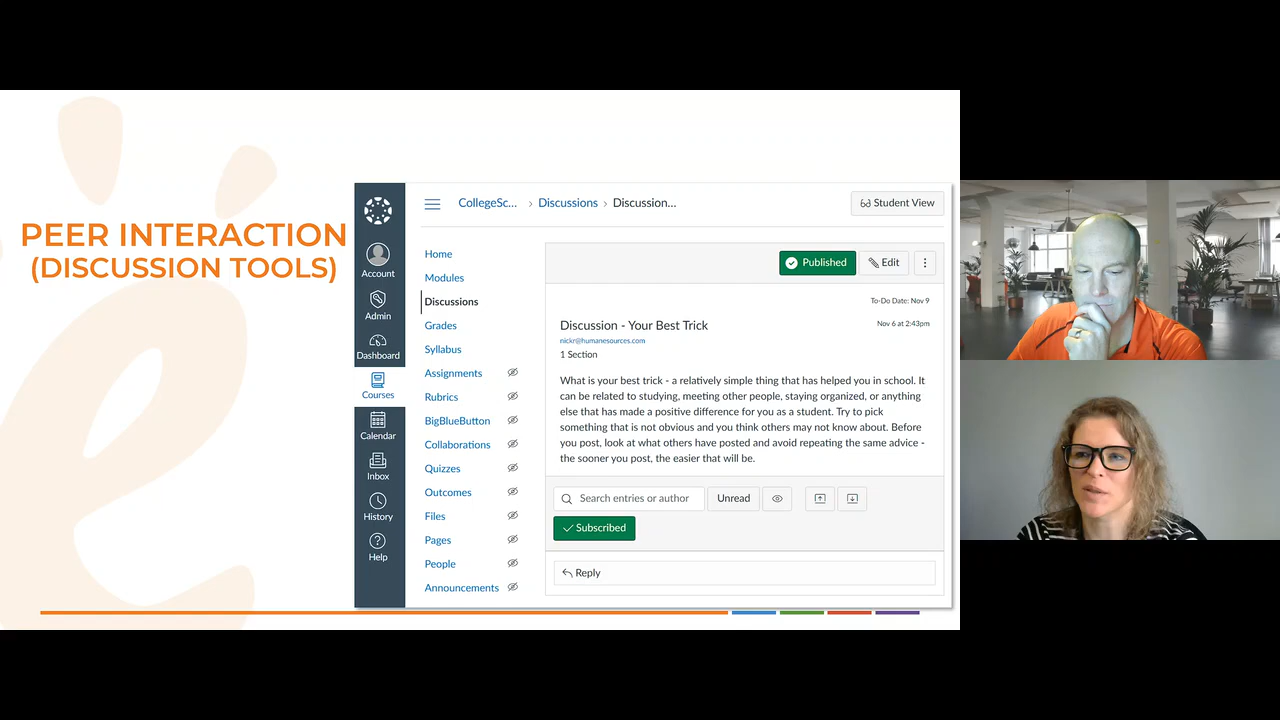 PEER INTERACTION
(DISCUSSION TOOLS)
Account
Admin
Dashboard
Courses
Calendar
Inbox
History
Help
CollegeSc... › Discussions › Discussion...
Student View
Home
Modules
Discussions
Grades
Syllabus
Assignments
Rubrics
BigBlueButton
Collaborations
Quizzes
Outcomes
Files
Pages
People
Announcements
Published
Edit
To-Do Date: Nov 9
Discussion - Your Best Trick
Nov 6 at 2:43pm
nickr@humanesources.com
1 Section
What is your best trick - a relatively simple thing that has helped you in school. It
can be related to studying, meeting other people, staying organized, or anything
else that has made a positive difference for you as a student. Try to pick
something that is not obvious and you think others may not know about. Before
you post, look at what others have posted and avoid repeating the same advice -
the sooner you post, the easier that will be.
Search entries or author
Unread
Subscribed
Reply